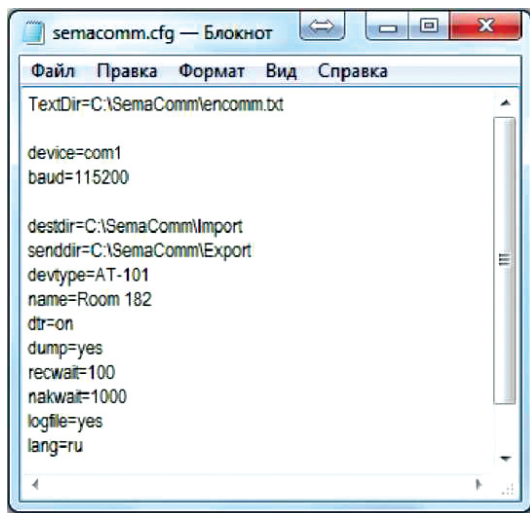 semacomm.cfg — Блокнот
Файл Правка Формат Вид Справка
TextDir=C:\SemaComm\encomm.txt
device=com1
baud=115200
destdir=C:\SemaComm\Import
senddir=C:\SemaComm\Export
devtype=AT-101
name=Room 182
dtr=on
dump=yes
recwait=100
nakwait=1000
logfile=yes
lang=ru